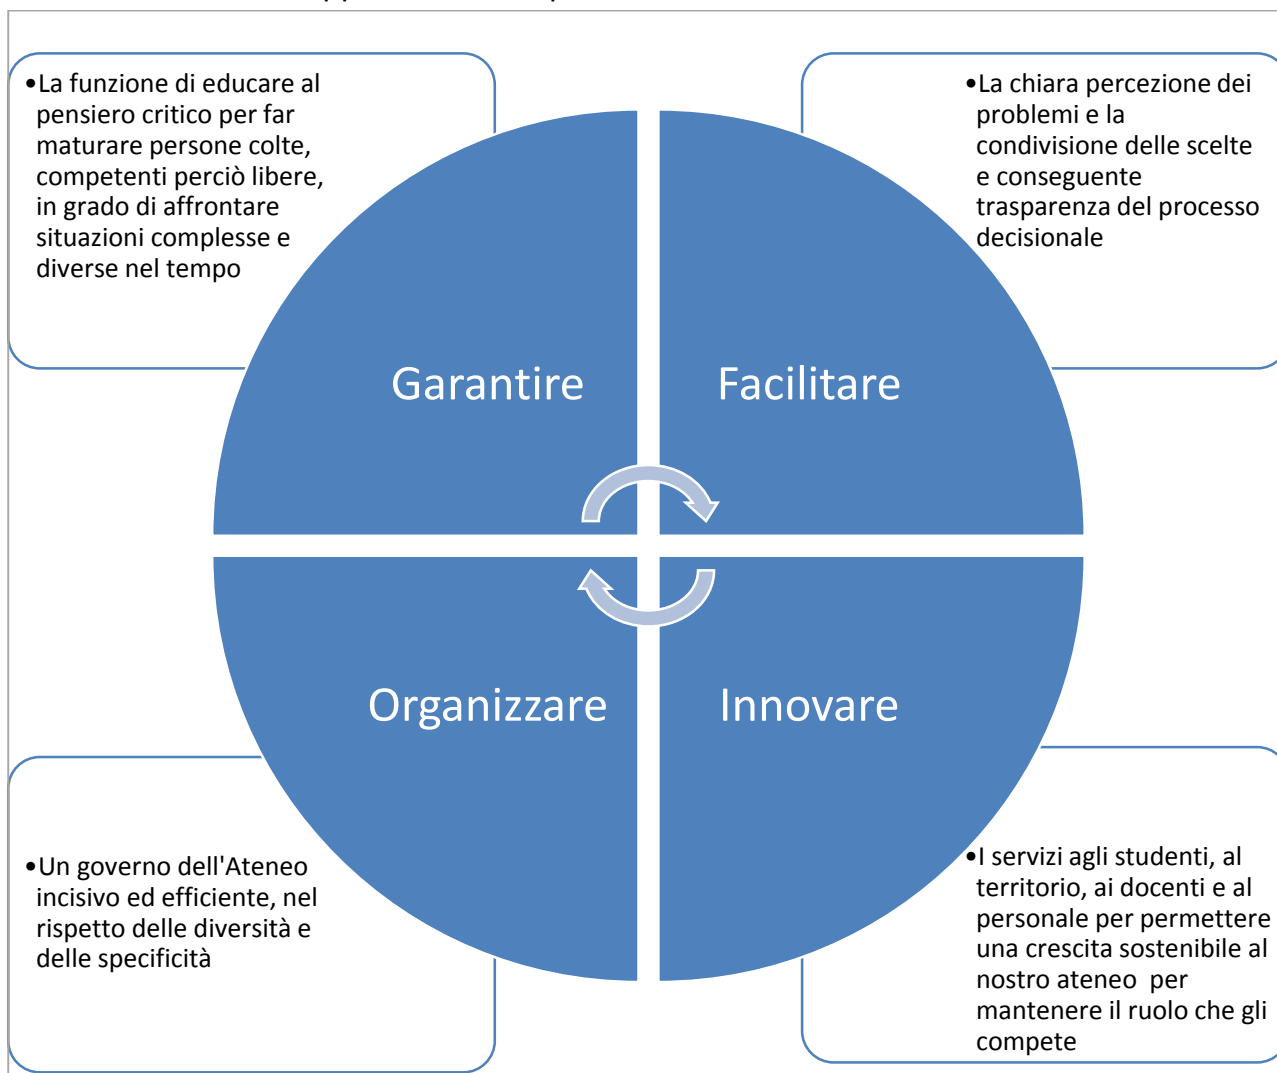 •La funzione di educare al
pensiero critico per far
maturare persone colte,
competenti perciò libere,
in grado di affrontare
situazioni complesse e
diverse nel tempo
•La chiara percezione dei
problemi e la
condivisione delle scelte
e conseguente
trasparenza del processo
decisionale
Garantire
Facilitare
Organizzare
Innovare
•Un governo dell'Ateneo
incisivo ed efficiente, nel
rispetto delle diversità e
delle specificità
•I servizi agli studenti, al
territorio, ai docenti e al
personale per permettere
una crescita sostenibile al
nostro ateneo  per
mantenere il ruolo che gli
compete